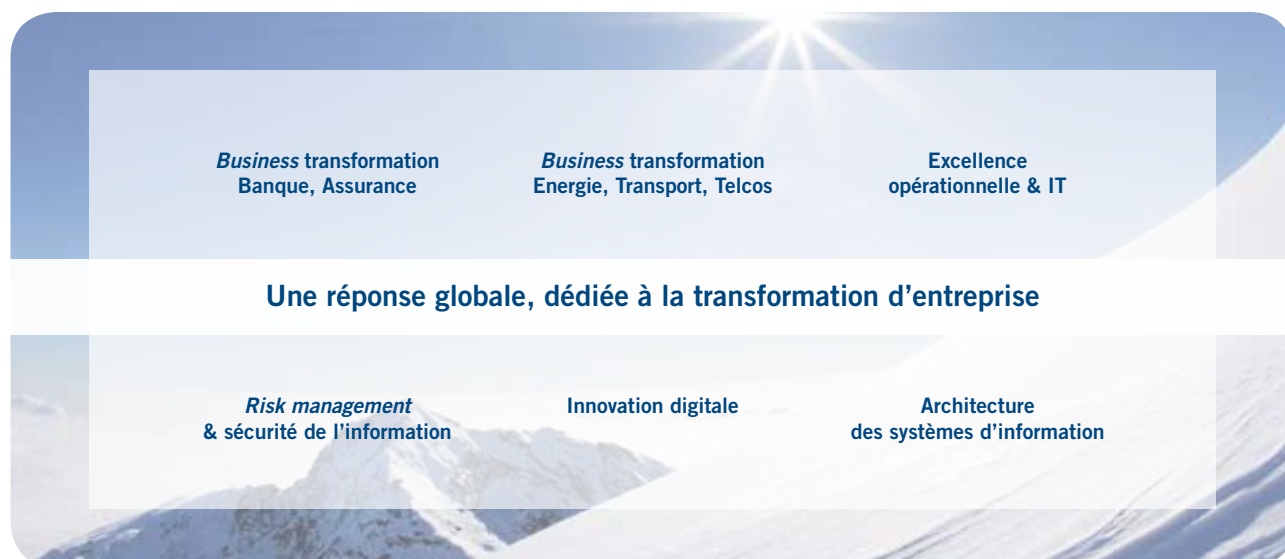 Business transformation
Banque, Assurance
Business transformation
Energie, Transport, Telcos
Excellence
opérationnelle & IT
Une réponse globale, dédiée à la transformation d’entreprise
Risk management
& sécurité de l’information
Innovation digitale
Architecture
des systèmes d’information